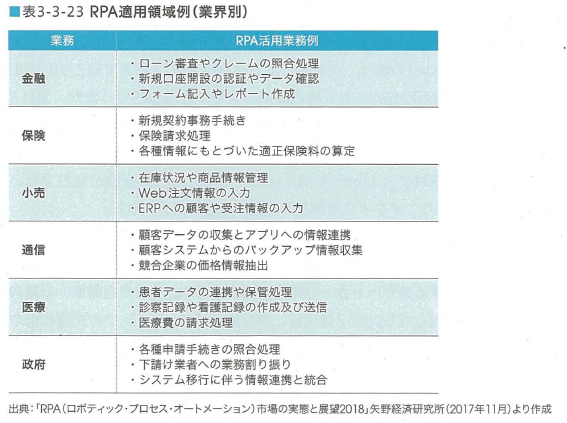 ■表3-3-23 RPA適用領域例（業界別）
業務 RPA活用業務例
金融
・ローン審査やクレームの照合処理
・新規口座開設の認証やデータ確認
・フォーム記入やレポート作成
保険
・新規契約事務手続き
・保険請求処理
・各種情報にもとづいた適正保険料の算定
小売
・在庫状況や商品情報管理
・Web注文情報の入力
・ERPへの顧客や受注情報の入力
通信
・顧客データの収集とアプリへの情報連携
・顧客システムからのバックアップ情報収集
・競合企業の価格情報抽出
医療
・患者データの連携や保管処理
・診察記録や看護記録の作成及び送信
・医療費の請求処理
政府
・各種申請手続きの照合処理
・下請け業者への業務割り振り
・システム移行に伴う情報連携と統合
出典：「RPA（ロボティック・プロセス・オートメーション）市場の実態と展望2018」矢野経済研究所（2017年11月）より作成